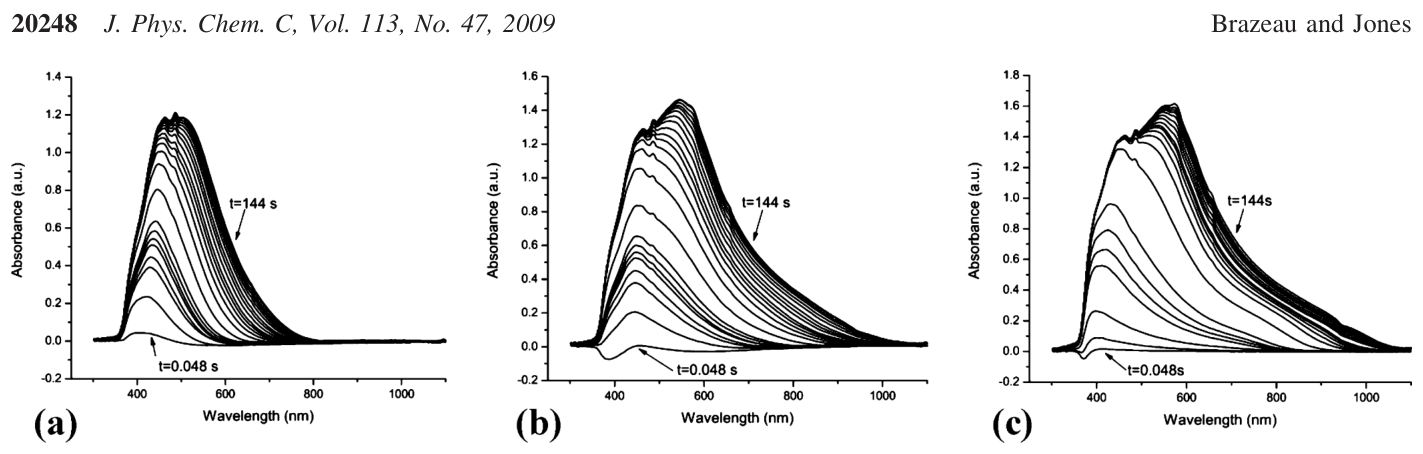 20248 J. Phys. Chem. C, Vol. 113, No. 47, 2009 Brazeau and Jones
1.4
1.2
1.0
0.8
0.6
0.4
0.2
0.0
-0.2
Absorbance (a.u.)
t=144 s
t=0.048 s
400 600 800 1000
Wavelength (nm)
(a)
1.6
1.4
1.2
1.0
0.8
0.6
0.4
0.2
0.0
-0.2
Absorbance (a.u.)
t=144 s
t=0.048 s
400 600 800 1000
Wavelength (nm)
(b)
1.8
1.6
1.4
1.2
1.0
0.8
0.6
0.4
0.2
0.0
-0.2
Absorbance (a.u.)
t=144s
t=0.048s
400 600 800 1000
Wavelength (nm)
(c)